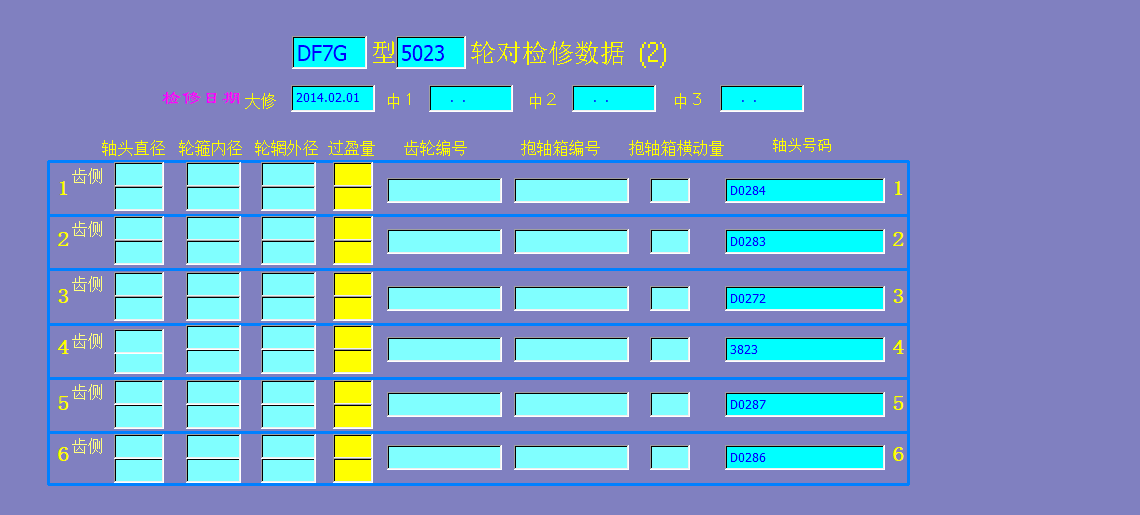 DF7G 型 5023 轮对检修数据 (2)
检修日期 大修 2014.02.01 中1 . . 中2 . . 中3 . .
轴头直径 轮箍内径 轮辋外径 过盈量 齿轮编号 抱轴箱编号 抱轴箱横动量 轴头号码
1 齿侧 D0284 1
2 齿侧 D0283 2
3 齿侧 D0272 3
4 齿侧 3823 4
5 齿侧 D0287 5
6 齿侧 D0286 6